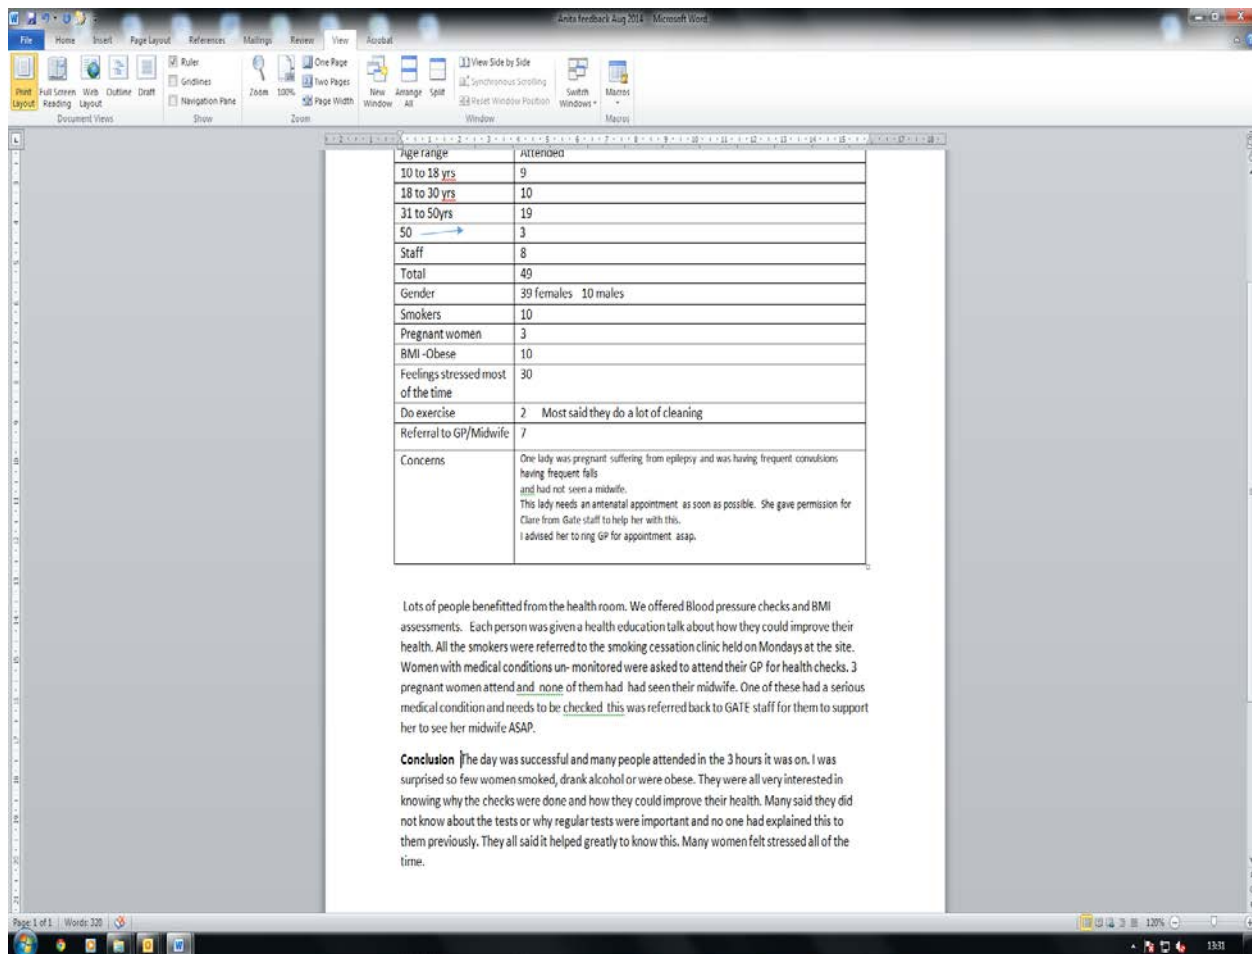 Anita feedback Aug 2014 - Microsoft Word
File Home Insert Page Layout References Mailings Review View Acrobat
Print Layout
Full Screen Reading
Web Layout
Outline
Draft
Document Views
Ruler
Gridlines
Navigation Pane
Show
Zoom
100%
One Page
Two Pages
Page Width
Zoom
New Window
Arrange All
Split
View Side by Side
Synchronous Scrolling
Reset Window Position
Window
Switch Windows
Macros
Macros
Age range Attended
10 to 18 yrs 9
18 to 30 yrs 10
31 to 50yrs 19
50 3
Staff 8
Total 49
Gender 39 females 10 males
Smokers 10
Pregnant women 3
BMI -Obese 10
Feelings stressed most 30
of the time
Do exercise 2 Most said they do a lot of cleaning
Referral to GP/Midwife 7
Concerns One lady was pregnant suffering from epilepsy and was having frequent convulsions
having frequent falls
and had not seen a midwife.
This lady needs an antenatal appointment as soon as possible. She gave permission for
Clare from Gate staff to help her with this.
I advised her to ring GP for appointment asap.
Lots of people benefitted from the health room. We offered Blood pressure checks and BMI
assessments. Each person was given a health education talk about how they could improve their
health. All the smokers were referred to the smoking cessation clinic held on Mondays at the site.
Women with medical conditions un- monitored were asked to attend their GP for health checks. 3
pregnant women attend and none of them had had seen their midwife. One of these had a serious
medical condition and needs to be checked this was referred back to GATE staff for them to support
her to see her midwife ASAP.
Conclusion The day was successful and many people attended in the 3 hours it was on. I was
surprised so few women smoked, drank alcohol or were obese. They were all very interested in
knowing why the checks were done and how they could improve their health. Many said they did
not know about the tests or why regular tests were important and no one had explained this to
them previously. They all said it helped greatly to know this. Many women felt stressed all of the
time.
Page: 1 of 1 Words: 320
120%
13:31